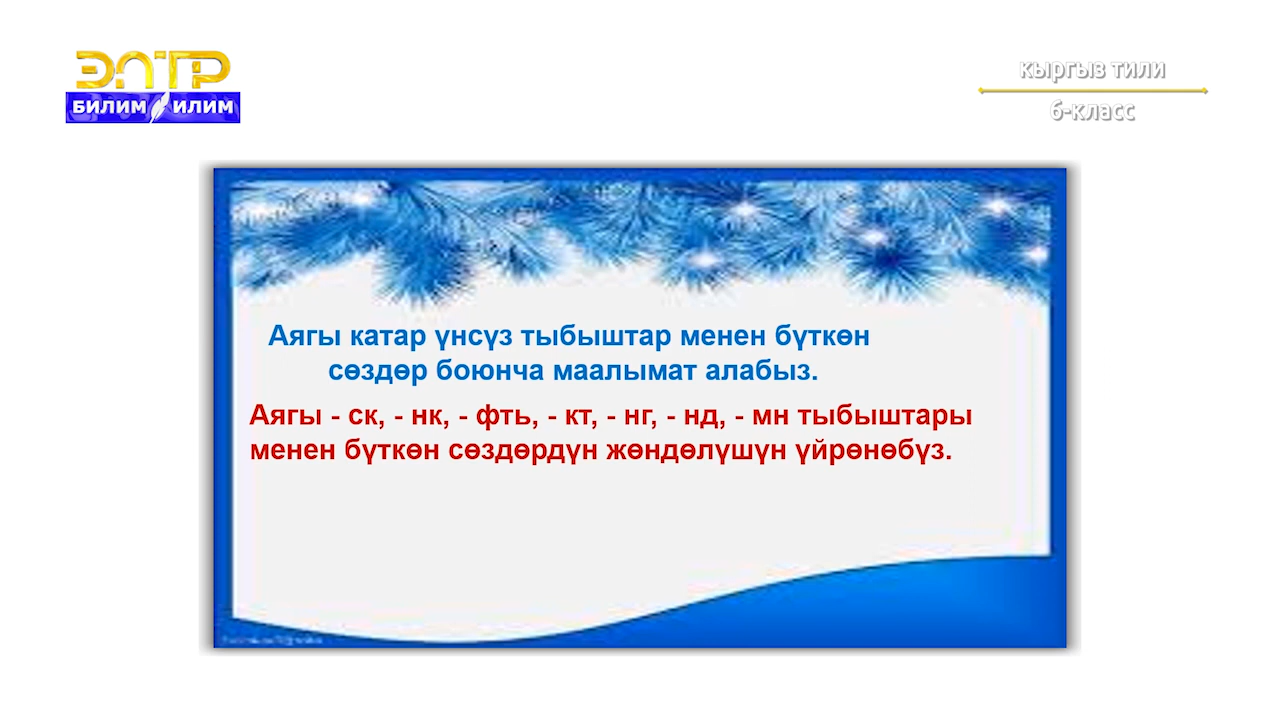 ЭЛТР
БИЛИМ ИЛИМ
кыргыз тили
6-класс
Аягы катар үнсүз тыбыштар менен бүткөн
сөздөр боюнча маалымат алабыз.
Аягы - ск, - нк, - фть, - кт, - нг, - нд, - мн тыбыштары
менен бүткөн сөздөрдүн жөндөлүшүн үйрөнөбүз.